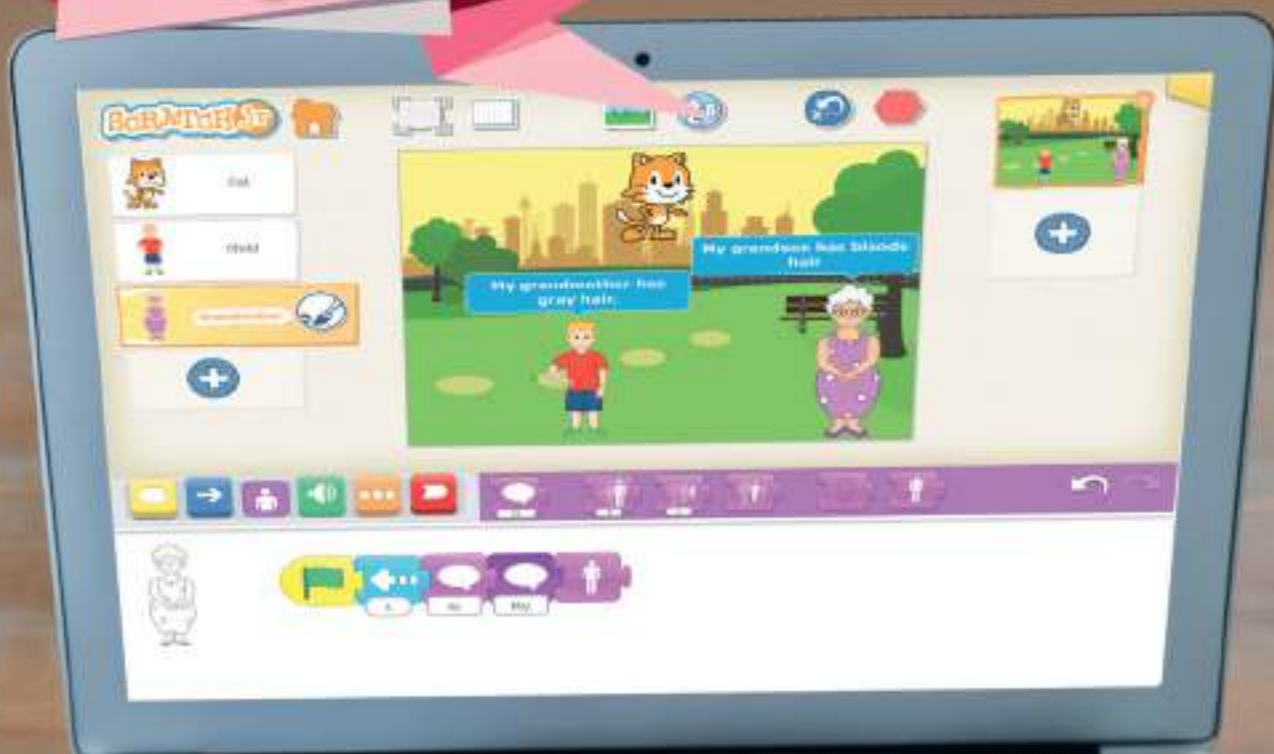 SCRATCHJR
Cat
Child
My grandmother has
gray hair.
My grandson has blonde
hair